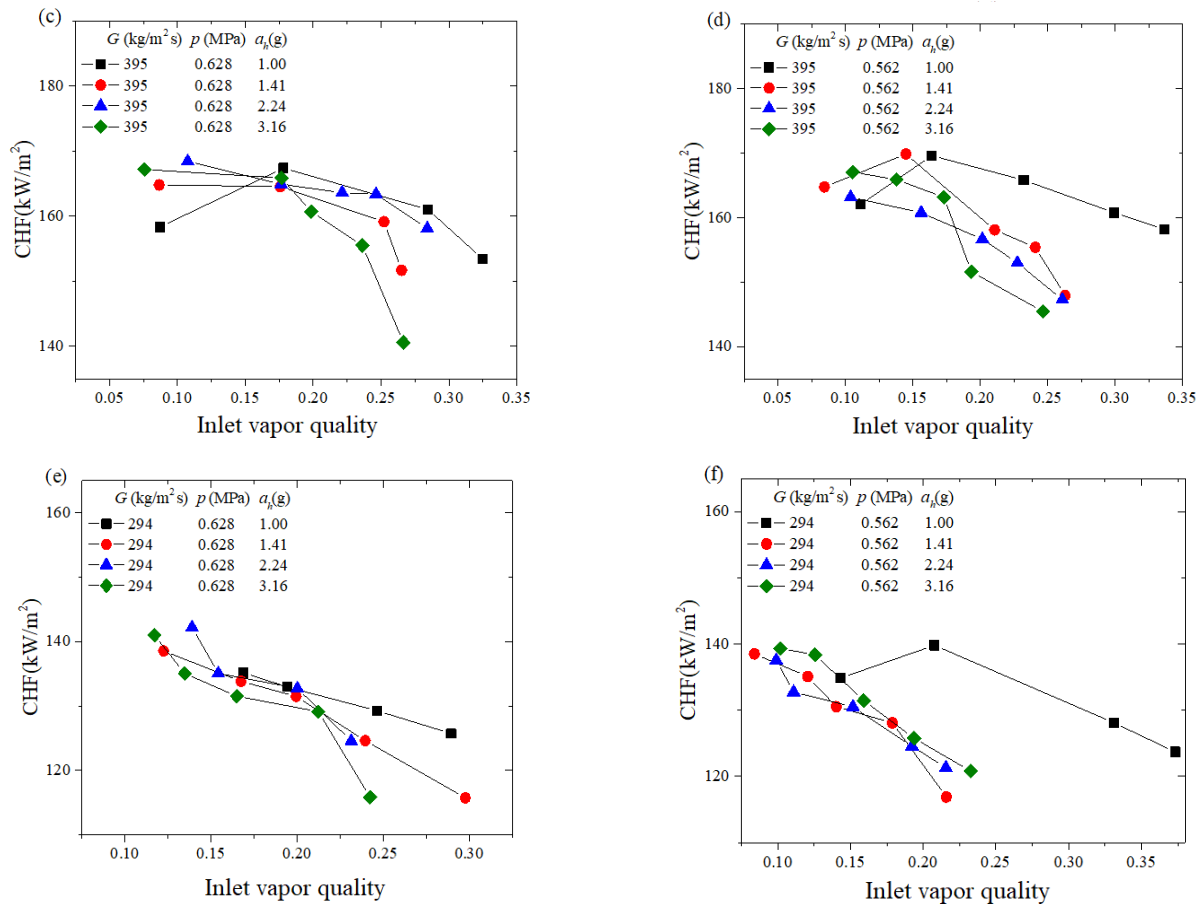 (c)
G (kg/m² s) p (MPa) aₕ(g)
395 0.628 1.00
395 0.628 1.41
395 0.628 2.24
395 0.628 3.16
180
160
140
CHF(kW/m²)
0.05 0.10 0.15 0.20 0.25 0.30 0.35
Inlet vapor quality
(d)
G (kg/m² s) p (MPa) aₕ(g)
395 0.562 1.00
395 0.562 1.41
395 0.562 2.24
395 0.562 3.16
180
160
140
CHF(kW/m²)
0.05 0.10 0.15 0.20 0.25 0.30 0.35
Inlet vapor quality
(e)
G (kg/m² s) p (MPa) aₕ(g)
294 0.628 1.00
294 0.628 1.41
294 0.628 2.24
294 0.628 3.16
160
140
120
CHF(kW/m²)
0.10 0.15 0.20 0.25 0.30
Inlet vapor quality
(f)
G (kg/m² s) p (MPa) aₕ(g)
294 0.562 1.00
294 0.562 1.41
294 0.562 2.24
294 0.562 3.16
160
140
120
CHF(kW/m²)
0.10 0.15 0.20 0.25 0.30 0.35
Inlet vapor quality